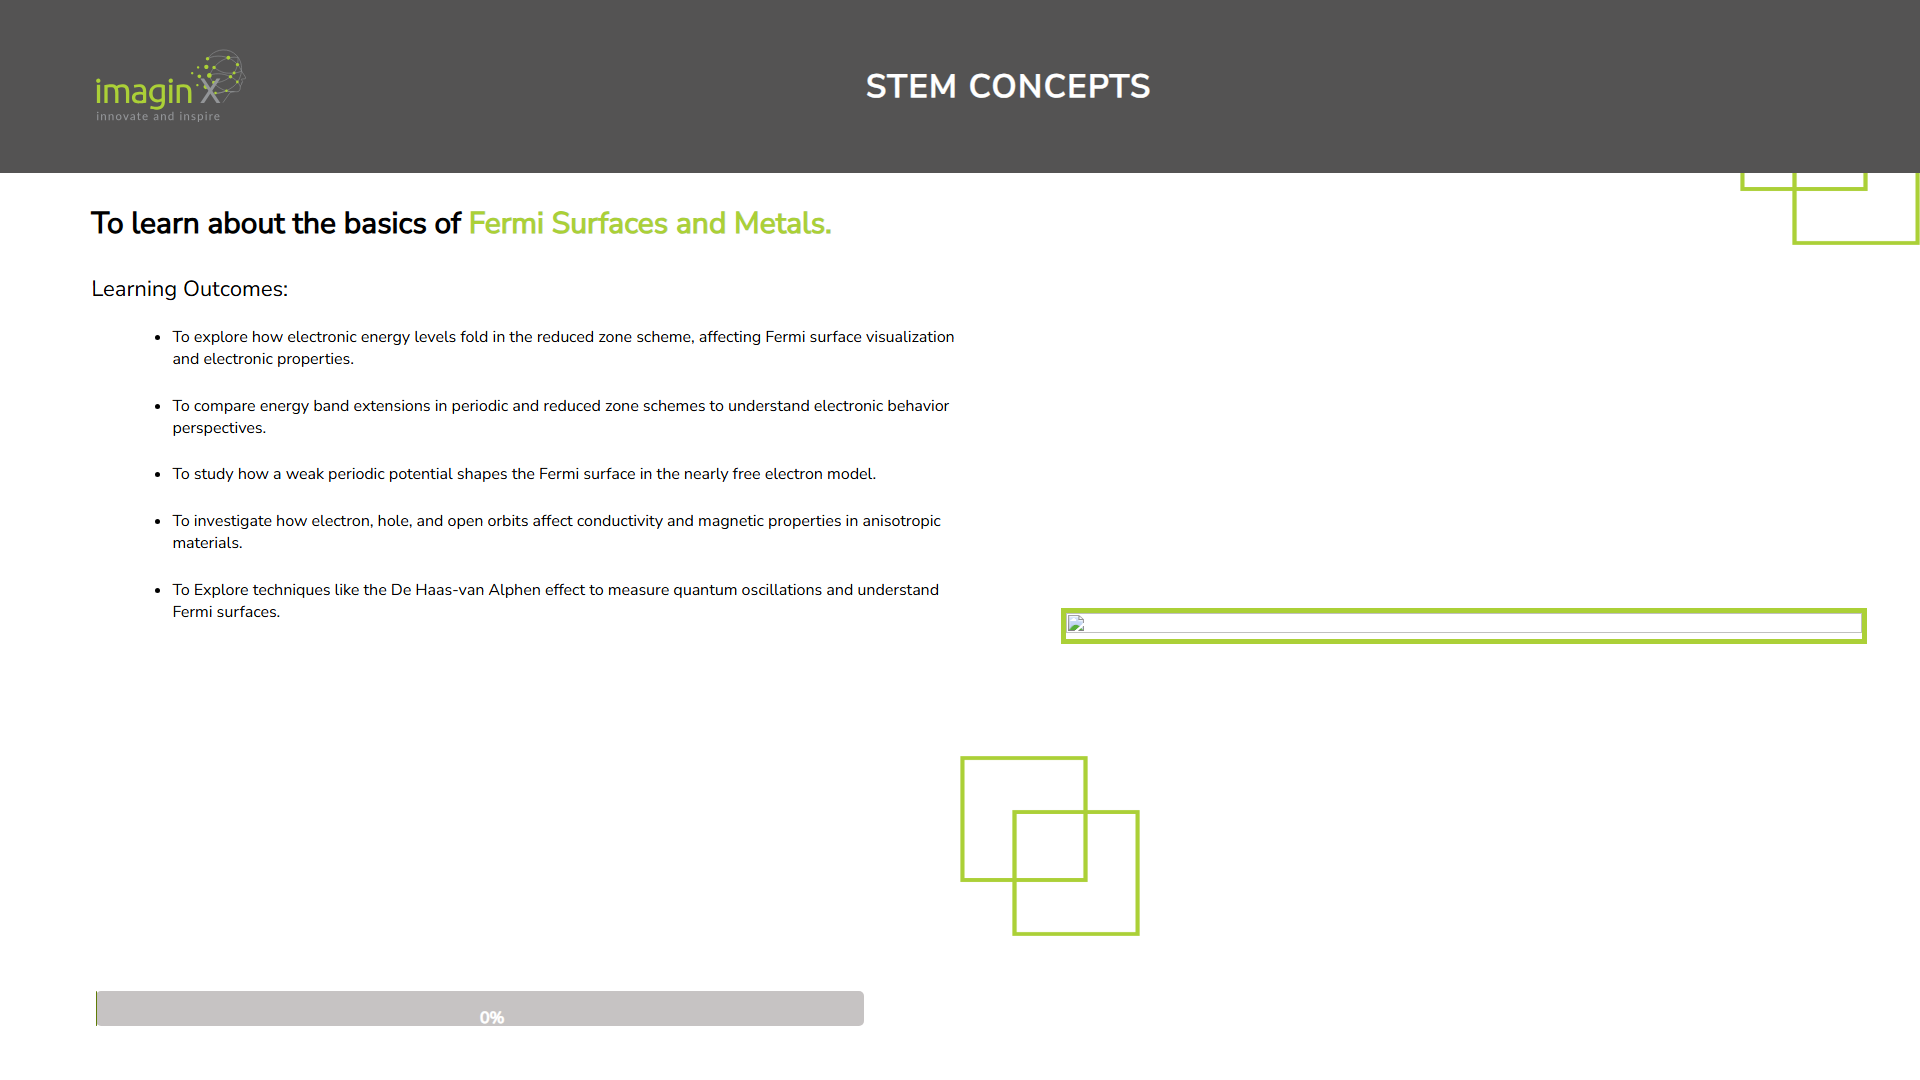 imagin X
innovate and inspire
STEM CONCEPTS
To learn about the basics of Fermi Surfaces and Metals.
Learning Outcomes:
• To explore how electronic energy levels fold in the reduced zone scheme, affecting Fermi surface visualization
and electronic properties.
• To compare energy band extensions in periodic and reduced zone schemes to understand electronic behavior
perspectives.
• To study how a weak periodic potential shapes the Fermi surface in the nearly free electron model.
• To investigate how electron, hole, and open orbits affect conductivity and magnetic properties in anisotropic
materials.
• To Explore techniques like the De Haas-van Alphen effect to measure quantum oscillations and understand
Fermi surfaces.
0%